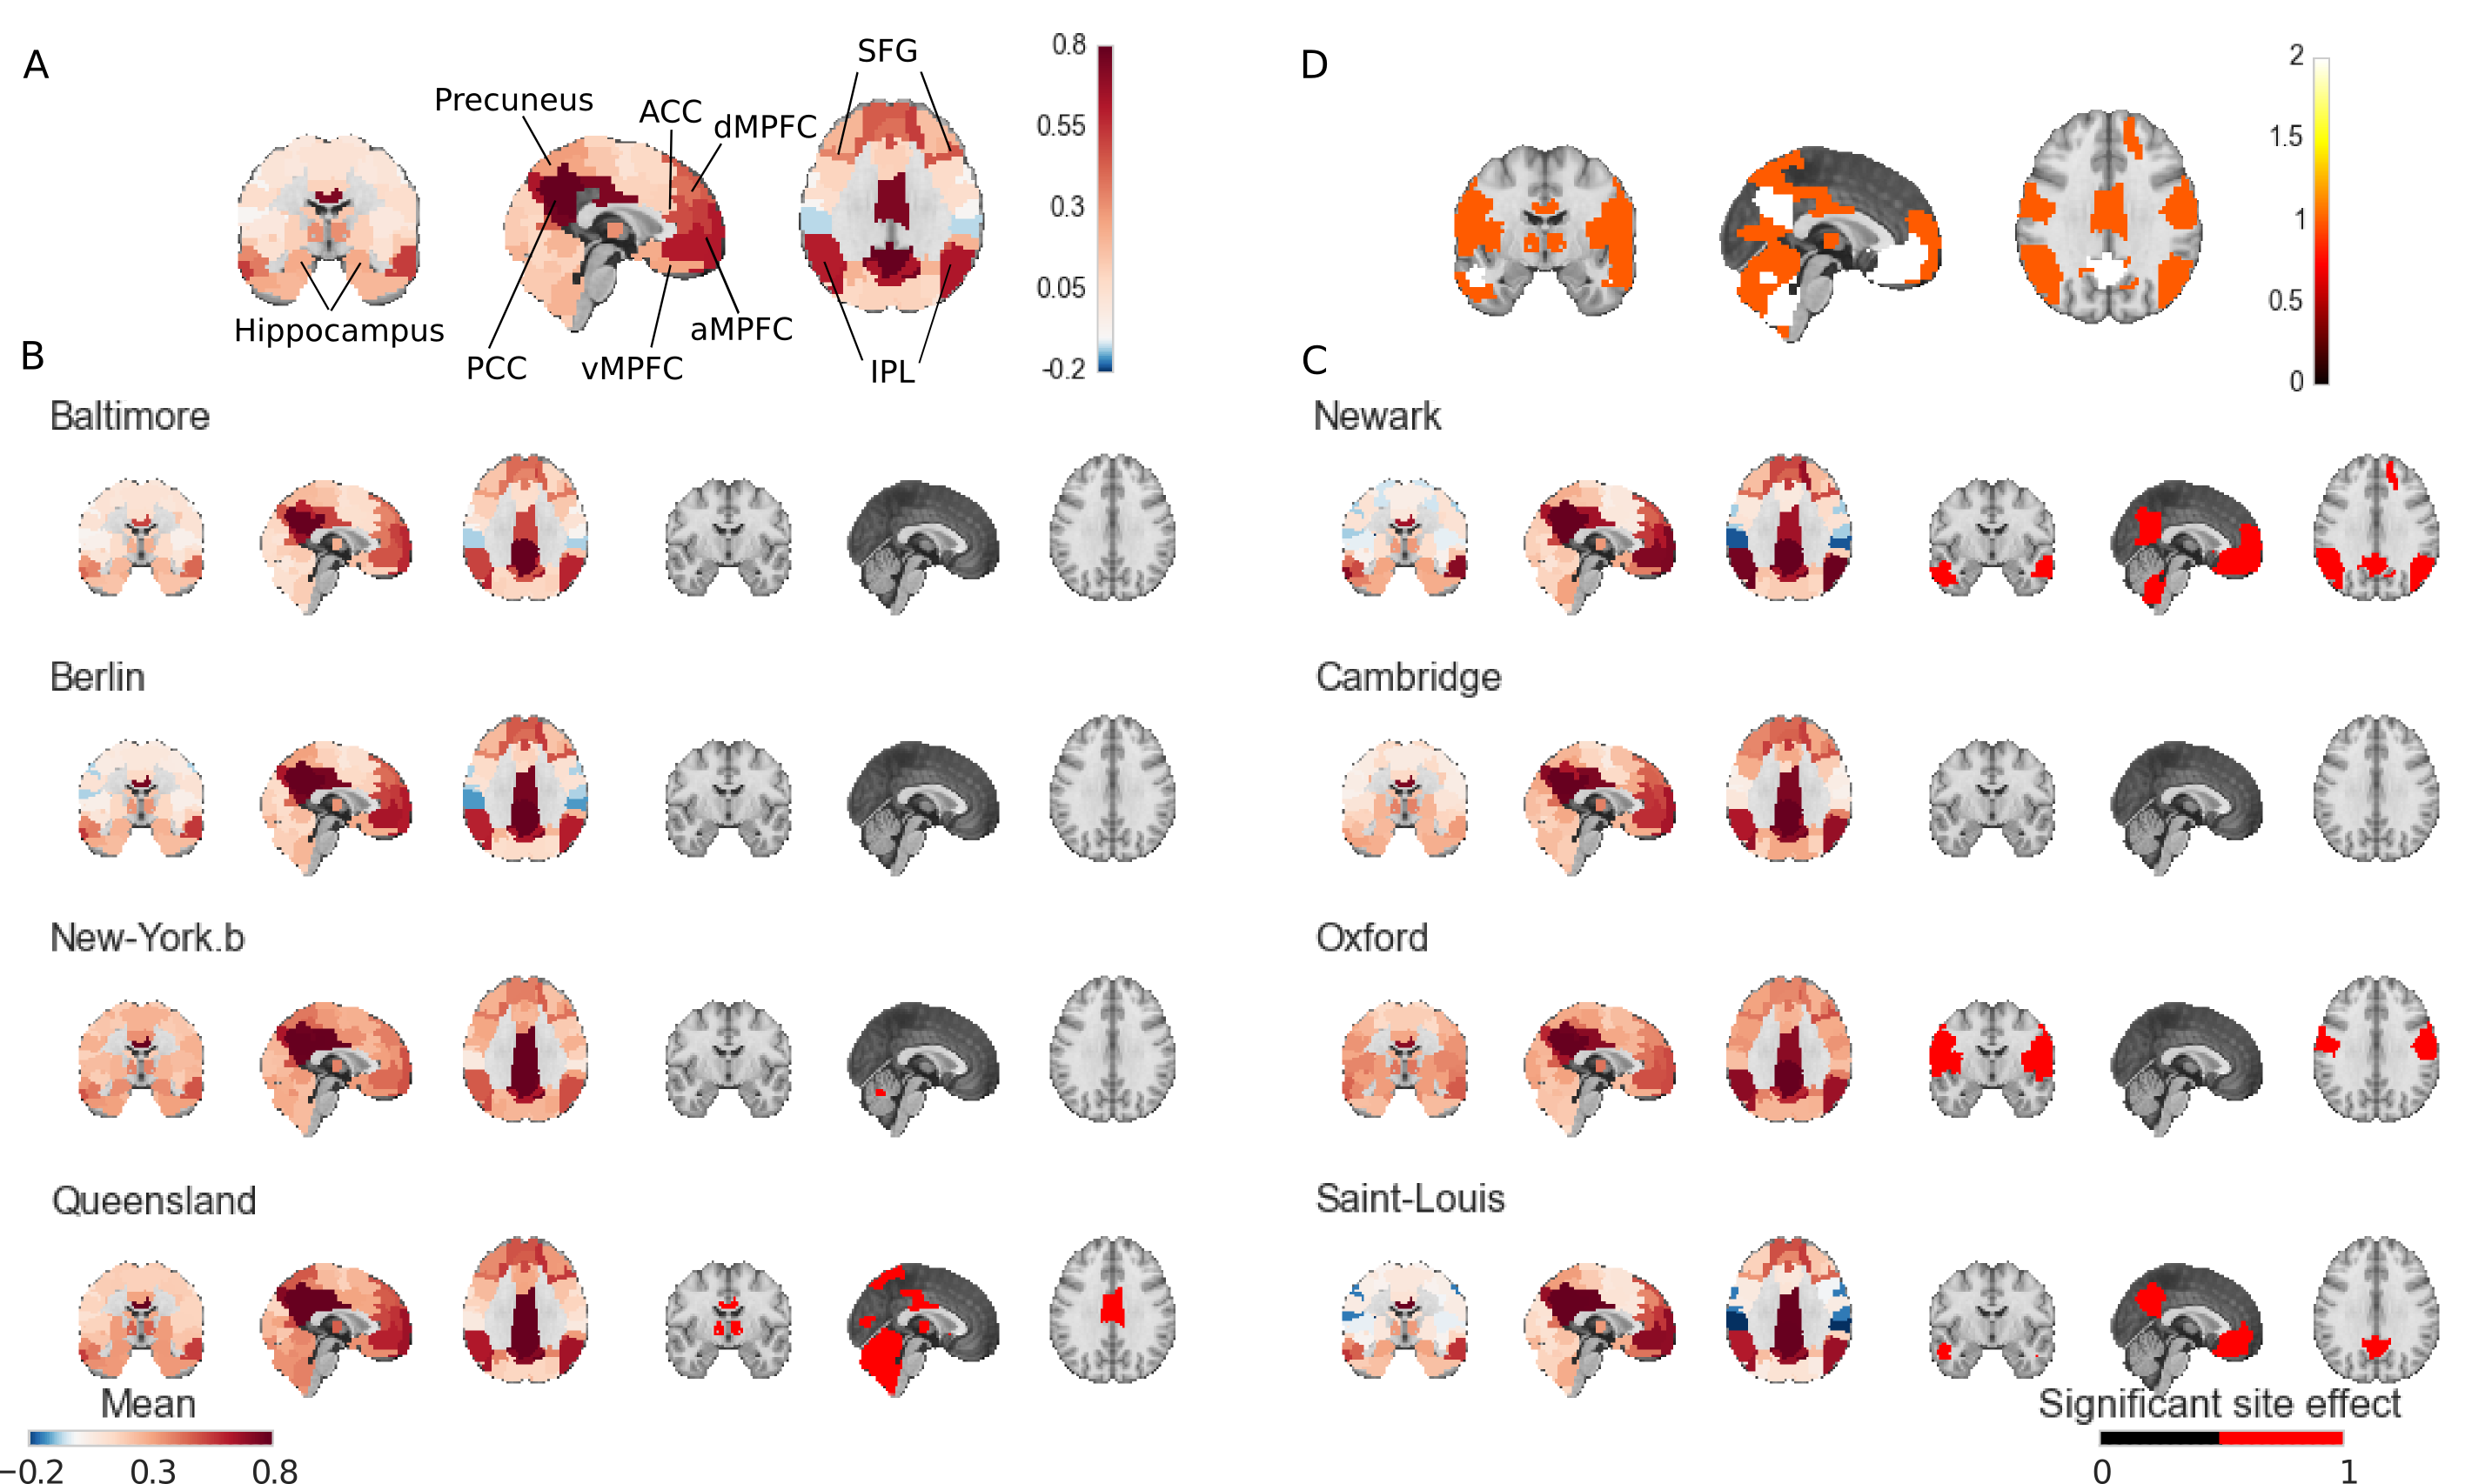 A
Precuneus
ACC
dMPFC
SFG
0.8
0.55
0.3
0.05
-0.2
Hippocampus
PCC
vMPFC
aMPFC
IPL
D
2
1.5
1
0.5
0
B
Baltimore
Berlin
New-York.b
Queensland
Mean
−0.2 0.3 0.8
C
Newark
Cambridge
Oxford
Saint-Louis
Significant site effect
0 1